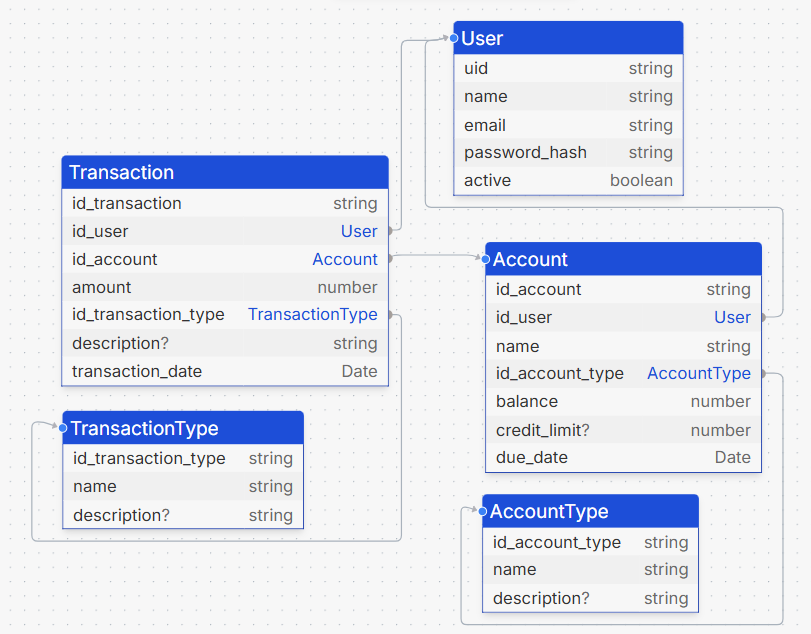 User
uid string
name string
email string
password_hash string
active boolean
Transaction
id_transaction string
id_user User
id_account Account
amount number
id_transaction_type TransactionType
description? string
transaction_date Date
Account
id_account string
id_user User
name string
id_account_type AccountType
balance number
credit_limit? number
due_date Date
TransactionType
id_transaction_type string
name string
description? string
AccountType
id_account_type string
name string
description? string